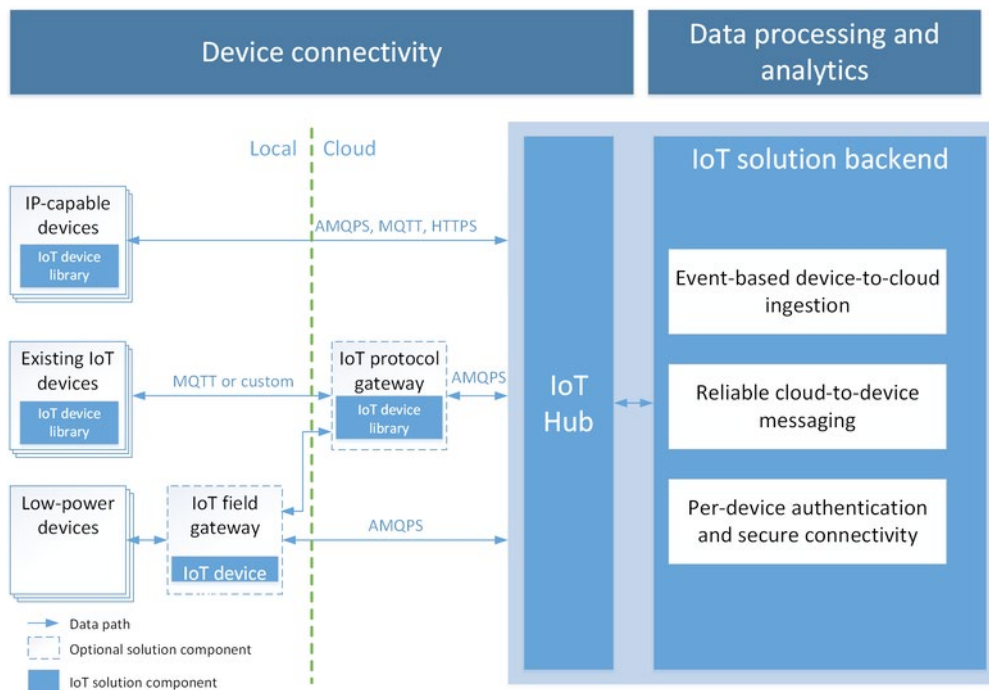 Device connectivity
Data processing and
analytics
Local
Cloud
IoT solution backend
IP-capable
devices
IoT device
library
AMQPS, MQTT, HTTPS
Event-based device-to-cloud
ingestion
Existing IoT
devices
IoT device
library
MQTT or custom
IoT protocol
gateway
IoT device
library
AMQPS
IoT
Hub
Reliable cloud-to-device
messaging
Low-power
devices
IoT field
gateway
IoT device
AMQPS
Per-device authentication
and secure connectivity
Data path
Optional solution component
IoT solution component